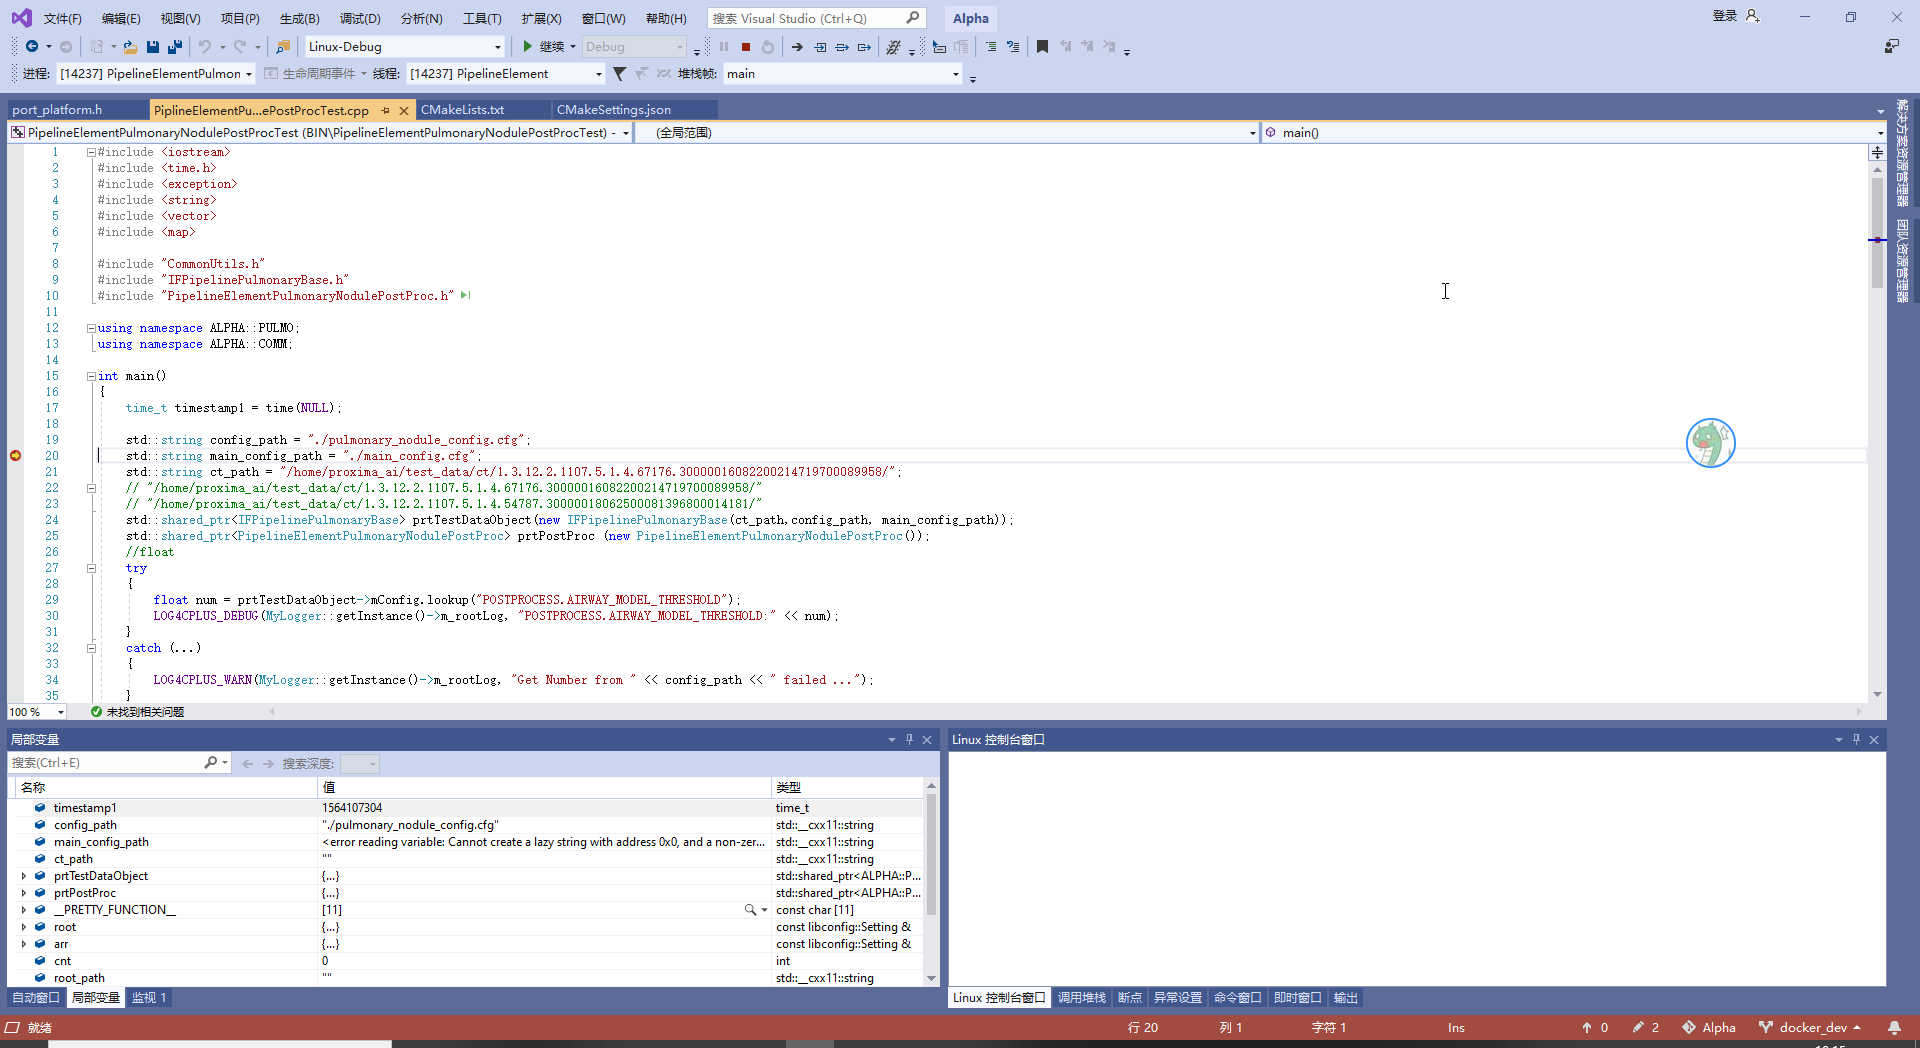 文件(F) 编辑(E) 视图(V) 项目(P) 生成(B) 调试(D) 分析(N) 工具(T) 扩展(X) 窗口(W) 帮助(H) 搜索 Visual Studio (Ctrl+Q) Alpha 登录
Linux-Debug 继续 Debug
进程: [14237] PipelineElementPulmon 生命周期事件 线程: [14237] PipelineElement 堆栈帧: main
port_platform.h PiplineElementPu...ePostProcTest.cpp CMakeLists.txt CMakeSettings.json
PipelineElementPulmonaryNodulePostProcTest (BIN\PipelineElementPulmonaryNodulePostProcTest) - (全局范围) main()
解决方案资源管理器
团队资源管理器
1 #include <iostream>
2 #include <time.h>
3 #include <exception>
4 #include <string>
5 #include <vector>
6 #include <map>
7
8 #include "CommonUtils.h"
9 #include "IFPipelinePulmonaryBase.h"
10 #include "PipelineElementPulmonaryNodulePostProc.h"
11
12 using namespace ALPHA::PULMO;
13 using namespace ALPHA::COMM;
14
15 int main()
16 {
17 time_t timestamp1 = time(NULL);
18
19 std::string config_path = "./pulmonary_nodule_config.cfg";
20 std::string main_config_path = "./main_config.cfg";
21 std::string ct_path = "/home/proxima_ai/test_data/ct/1.3.12.2.1107.5.1.4.67176.30000016082200214719700089958/";
22 // "/home/proxima_ai/test_data/ct/1.3.12.2.1107.5.1.4.67176.30000016082200214719700089958/"
23 // "/home/proxima_ai/test_data/ct/1.3.12.2.1107.5.1.4.54787.30000018062500081396800014181/"
24 std::shared_ptr<IFPipelinePulmonaryBase> prtTestDataObject(new IFPipelinePulmonaryBase(ct_path,config_path, main_config_path));
25 std::shared_ptr<PipelineElementPulmonaryNodulePostProc> prtPostProc (new PipelineElementPulmonaryNodulePostProc());
26 //float
27 try
28 {
29 float num = prtTestDataObject->mConfig.lookup("POSTPROCESS.AIRWAY_MODEL_THRESHOLD");
30 LOG4CPLUS_DEBUG(MyLogger::getInstance()->m_rootLog, "POSTPROCESS.AIRWAY_MODEL_THRESHOLD:" << num);
31 }
32 catch (...)
33 {
34 LOG4CPLUS_WARN(MyLogger::getInstance()->m_rootLog, "Get Number from " << config_path << " failed ...");
35 }
100 % 未找到相关问题
局部变量
搜索(Ctrl+E) 搜索深度:
名称 值 类型
timestamp1 1564107304 time_t
config_path "./pulmonary_nodule_config.cfg" std::__cxx11::string
main_config_path <error reading variable: Cannot create a lazy string with address 0x0, and a non-zer... std::__cxx11::string
ct_path "" std::__cxx11::string
prtTestDataObject {...} std::shared_ptr<ALPHA::P...
prtPostProc {...} std::shared_ptr<ALPHA::P...
__PRETTY_FUNCTION__ [11] const char [11]
root {...} const libconfig::Setting &
arr {...} const libconfig::Setting &
cnt 0 int
root_path "" std::__cxx11::string
自动窗口 局部变量 监视 1
Linux 控制台窗口
Linux 控制台窗口 调用堆栈 断点 异常设置 命令窗口 即时窗口 输出
就绪 行 20 列 1 字符 1 Ins 0 2 Alpha docker_dev